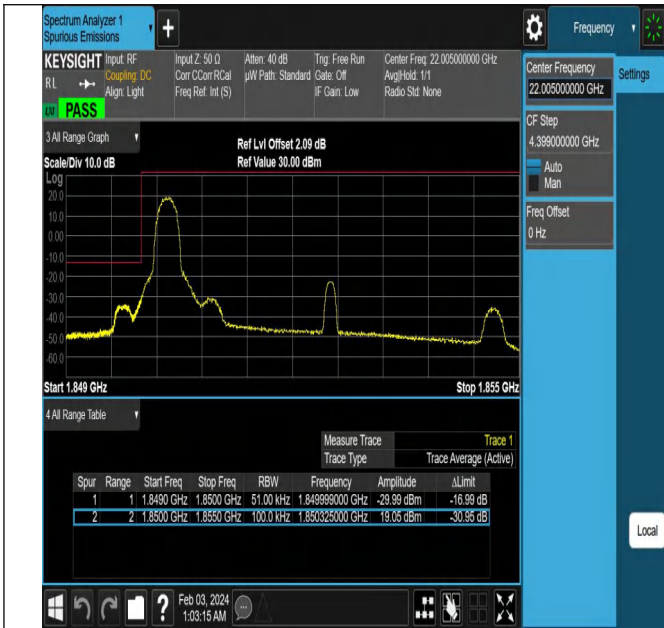 Spectrum Analyzer 1
Spurious Emissions
Frequency
KEYSIGHT Input: RF Input Z: 50 Ω Atten: 40 dB Trig: Free Run Center Freq: 22.005000000 GHz
RL Coupling: DC Corr CCorr RCal µW Path: Standard Gate: Off Avg|Hold: 1/1
Align: Light Freq Ref: Int (S) IF Gain: Low Radio Std: None
PASS
Center Frequency
22.005000000 GHz
Settings
CF Step
4.399000000 GHz
Auto
Man
Freq Offset
0 Hz
3 All Range Graph
Ref Lvl Offset 2.09 dB
Scale/Div 10.0 dB Ref Value 30.00 dBm
Log
20.0
10.0
0.00
-10.0
-20.0
-30.0
-40.0
-50.0
-60.0
Start 1.849 GHz Stop 1.855 GHz
4 All Range Table
Measure Trace Trace 1
Trace Type Trace Average (Active)
Spur Range Start Freq Stop Freq RBW Frequency Amplitude ΔLimit
1 1 1.8490 GHz 1.8500 GHz 51.00 kHz 1.849999000 GHz -29.99 dBm -16.99 dB
2 2 1.8500 GHz 1.8550 GHz 100.0 kHz 1.850325000 GHz 19.05 dBm -30.95 dB
Local
Feb 03, 2024
1:03:15 AM